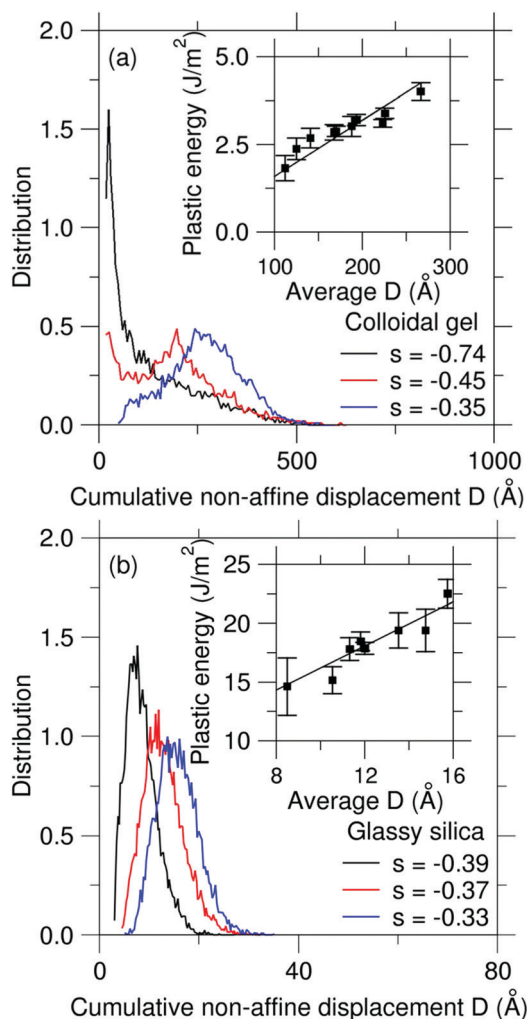 (a)
2.0
1.5
1.0
0.5
0.0
Distribution
Plastic energy (J/m²)
5.0
2.5
0.0
100 200 300
Average D (Å)
Colloidal gel
s = -0.74
s = -0.45
s = -0.35
0 500 1000
Cumulative non-affine displacement D (Å)
(b)
2.0
1.5
1.0
0.5
0.0
Distribution
Plastic energy (J/m²)
25
20
15
10
8 12 16
Average D (Å)
Glassy silica
s = -0.39
s = -0.37
s = -0.33
0 40 80
Cumulative non-affine displacement D (Å)